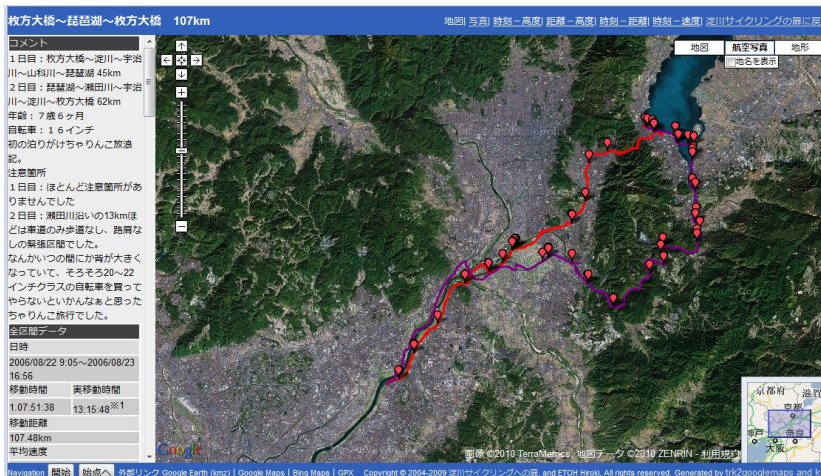 枚方大橋～琵琶湖～枚方大橋 107km
地図| 写真| 時刻－高度| 距離－高度| 時刻－距離| 時刻－速度| 淀川サイクリングの扉に戻
コメント
1日目：枚方大橋～淀川～宇治
川～山科川～琵琶湖 45km
2日目：琵琶湖～瀬田川～宇治
川～淀川～枚方大橋 62km
年齢：７歳６ヶ月
自転車：１６インチ
初の泊りがけちゃりんこ放浪
記。
注意箇所
1日目：ほとんど注意箇所があ
りませんでした
2日目：瀬田川沿いの13kmほ
どは車道のみ歩道なし、路肩な
しの緊張区間でした。
なんかいつの間にか背が大きく
なっていて、そろそろ20～22
インチクラスの自転車を買って
やらないといかんなぁと思った
ちゃりんこ旅行でした。
全区間データ
日時
2006/08/22 9:05～2006/08/23
16:56
移動時間 実移動時間
1.07:51:38 13:15:48※1
移動距離
107.48km
平均速度
地図 航空写真 地形
地名を表示
京都府 滋賀
京都
神戸 大阪 奈良
Google
画像 ©2010 TerraMetrics, 地図データ ©2010 ZENRIN - 利用規約
Navigation 開始 始点へ 外部リンク Google Earth (kmz) | Google Maps | Bing Maps | GPX Copyright © 2004-2009 淀川サイクリングへの扉, and ETOH Hiroki, All rights reserved. Generated by trk2googlemaps and k